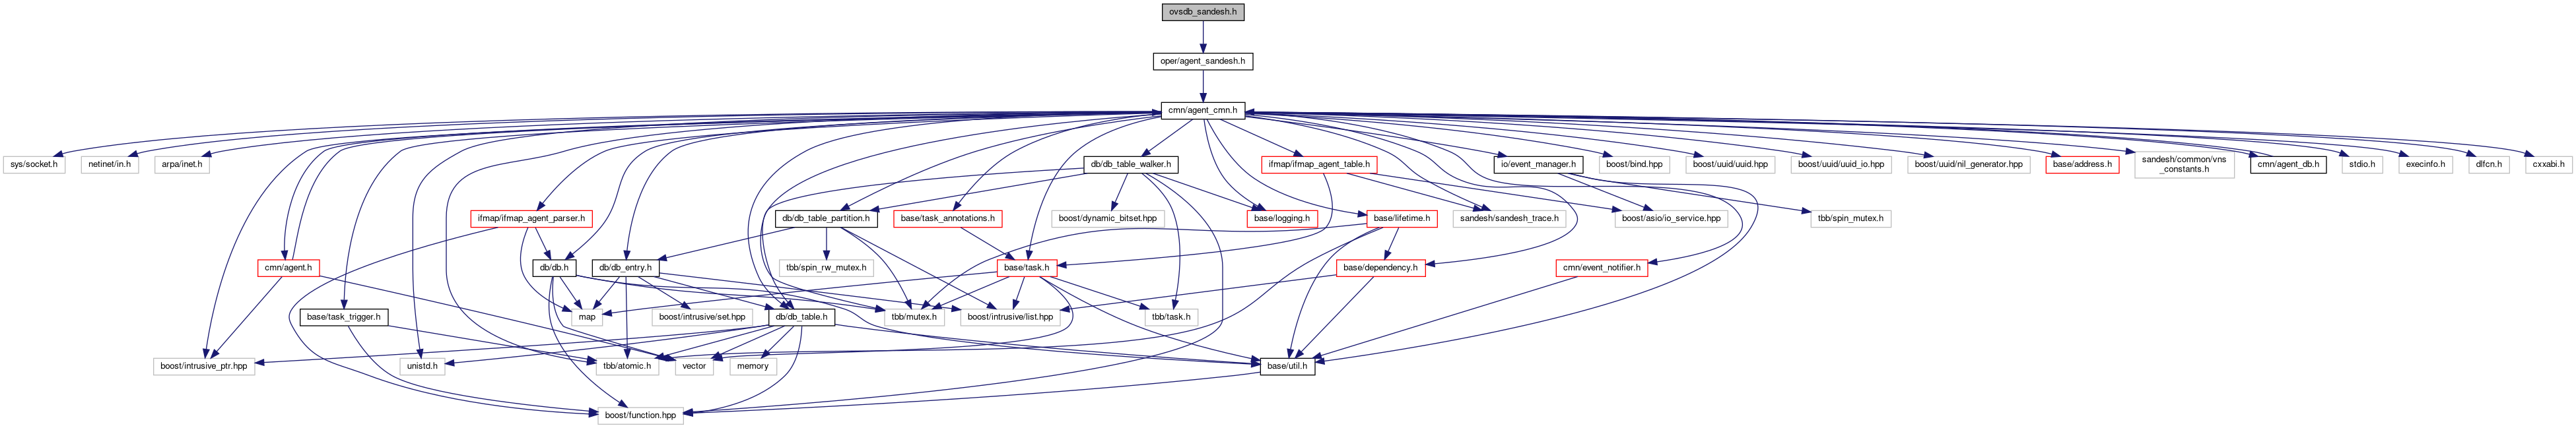 ovsdb_sandesh.h
oper/agent_sandesh.h
cmn/agent_cmn.h
sys/socket.h
netinet/in.h
arpa/inet.h
db/db_table_walker.h
ifmap/ifmap_agent_table.h
io/event_manager.h
boost/bind.hpp
boost/uuid/uuid.hpp
boost/uuid/uuid_io.hpp
boost/uuid/nil_generator.hpp
base/address.h
sandesh/common/vns
_constants.h
cmn/agent_db.h
stdio.h
execinfo.h
dlfcn.h
cxxabi.h
ifmap/ifmap_agent_parser.h
db/db_table_partition.h
base/task_annotations.h
boost/dynamic_bitset.hpp
base/logging.h
base/lifetime.h
sandesh/sandesh_trace.h
boost/asio/io_service.hpp
tbb/spin_mutex.h
cmn/agent.h
db/db.h
db/db_entry.h
tbb/spin_rw_mutex.h
base/task.h
base/dependency.h
cmn/event_notifier.h
base/task_trigger.h
map
boost/intrusive/set.hpp
db/db_table.h
tbb/mutex.h
boost/intrusive/list.hpp
tbb/task.h
boost/intrusive_ptr.hpp
unistd.h
tbb/atomic.h
vector
memory
base/util.h
boost/function.hpp